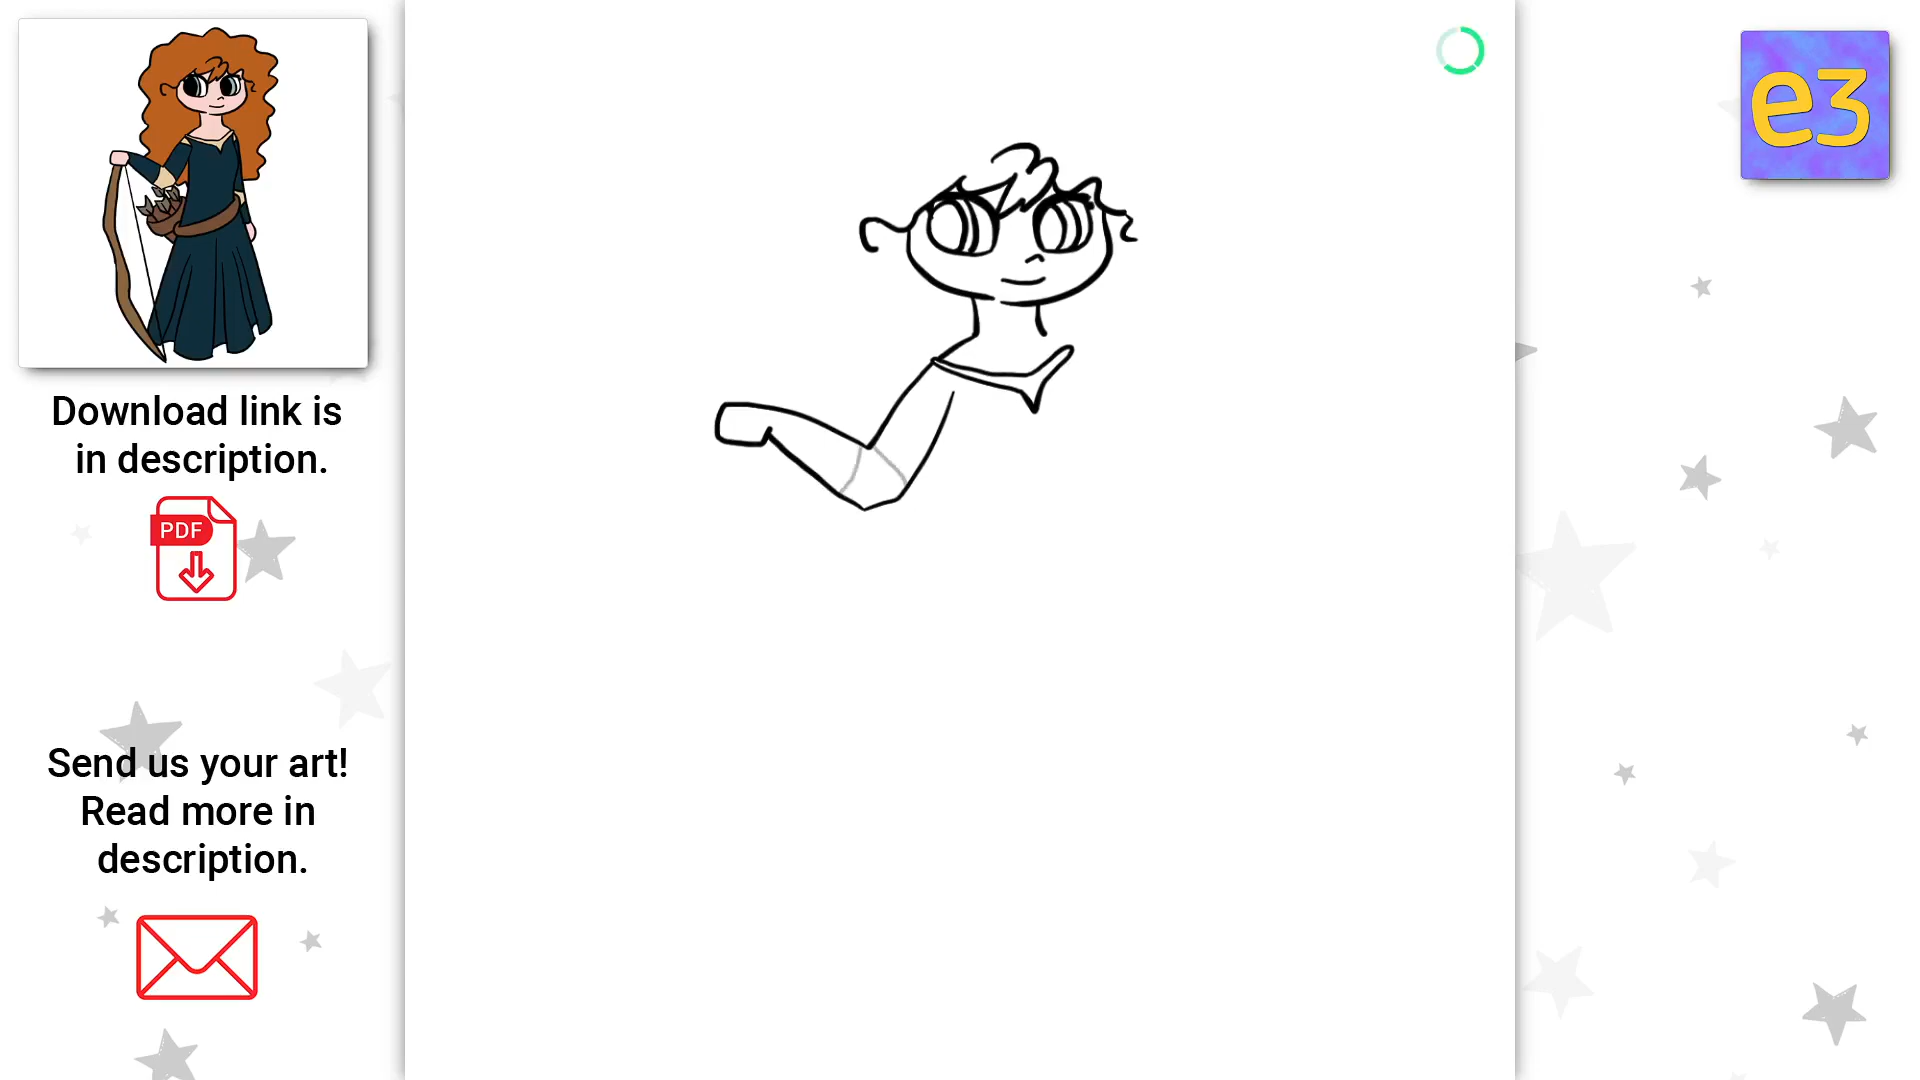 e3
Download link is
in description.
PDF
Send us your art!
Read more in
description.